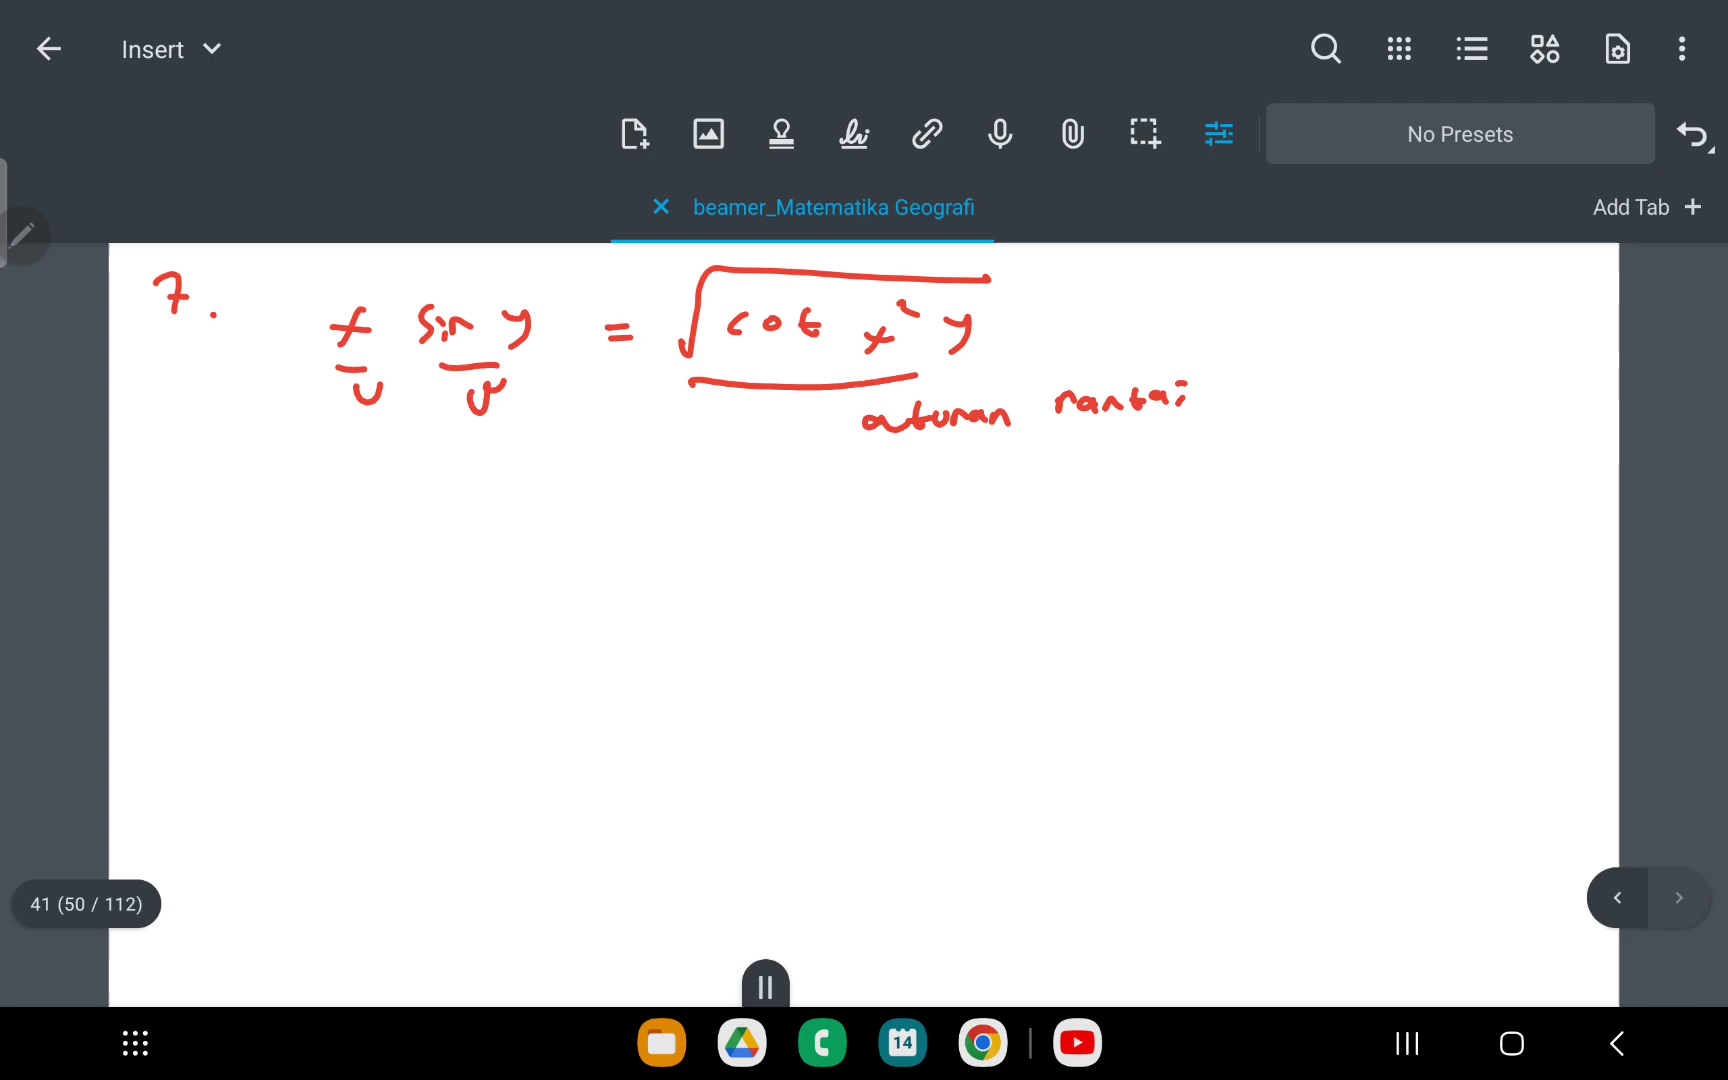 Insert
No Presets
beamer_Matematika Geografi
Add Tab +
7.
x sin y = √(cot x² y)
u v
aturan rantai
41 (50 / 112)
14